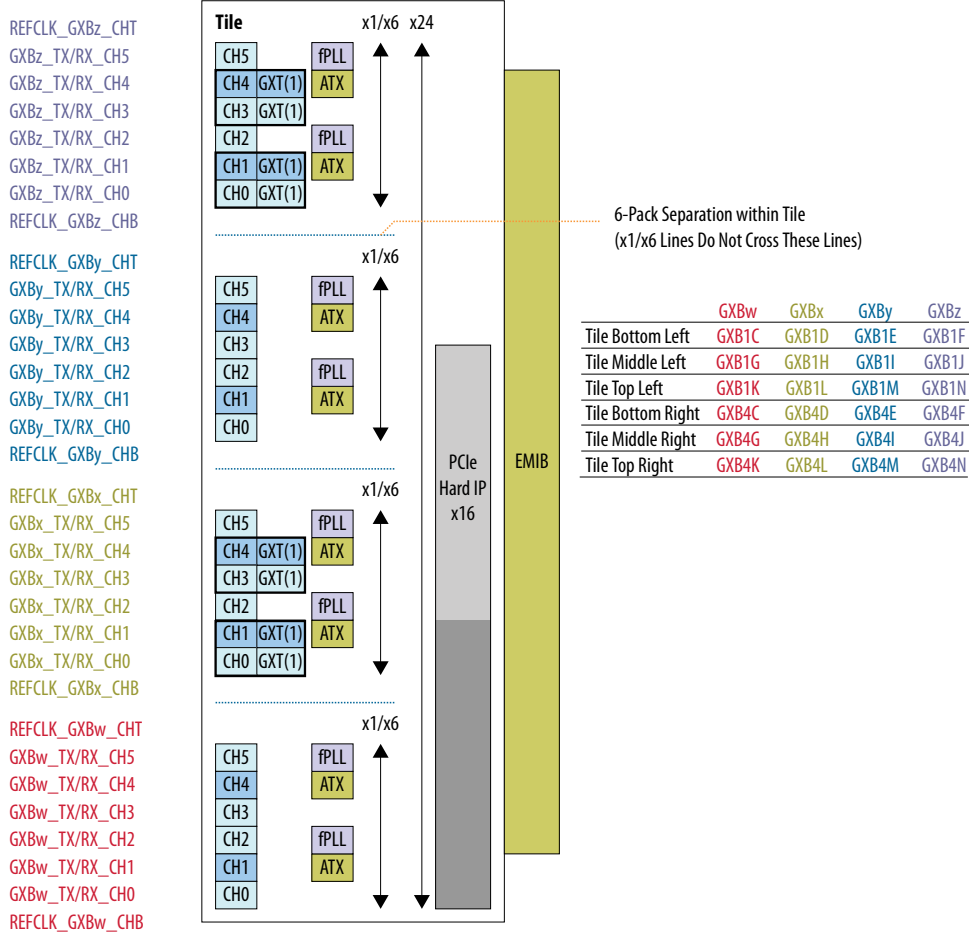 REFCLK_GXBz_CHT
GXBz_TX/RX_CH5
GXBz_TX/RX_CH4
GXBz_TX/RX_CH3
GXBz_TX/RX_CH2
GXBz_TX/RX_CH1
GXBz_TX/RX_CH0
REFCLK_GXBz_CHB
REFCLK_GXBy_CHT
GXBy_TX/RX_CH5
GXBy_TX/RX_CH4
GXBy_TX/RX_CH3
GXBy_TX/RX_CH2
GXBy_TX/RX_CH1
GXBy_TX/RX_CH0
REFCLK_GXBy_CHB
REFCLK_GXBx_CHT
GXBx_TX/RX_CH5
GXBx_TX/RX_CH4
GXBx_TX/RX_CH3
GXBx_TX/RX_CH2
GXBx_TX/RX_CH1
GXBx_TX/RX_CH0
REFCLK_GXBx_CHB
REFCLK_GXBw_CHT
GXBw_TX/RX_CH5
GXBw_TX/RX_CH4
GXBw_TX/RX_CH3
GXBw_TX/RX_CH2
GXBw_TX/RX_CH1
GXBw_TX/RX_CH0
REFCLK_GXBw_CHB
Tile x1/x6 x24
CH5 fPLL
CH4 GXT(1) ATX
CH3 GXT(1)
CH2 fPLL
CH1 GXT(1) ATX
CH0 GXT(1)
x1/x6
CH5 fPLL
CH4 ATX
CH3
CH2 fPLL
CH1 ATX
CH0
x1/x6
CH5 fPLL
CH4 GXT(1) ATX
CH3 GXT(1)
CH2 fPLL
CH1 GXT(1) ATX
CH0 GXT(1)
x1/x6
CH5 fPLL
CH4 ATX
CH3
CH2 fPLL
CH1 ATX
CH0
PCIe
Hard IP
x16
EMIB
6-Pack Separation within Tile
(x1/x6 Lines Do Not Cross These Lines)
GXBw GXBx GXBy GXBz
Tile Bottom Left GXB1C GXB1D GXB1E GXB1F
Tile Middle Left GXB1G GXB1H GXB1I GXB1J
Tile Top Left GXB1K GXB1L GXB1M GXB1N
Tile Bottom Right GXB4C GXB4D GXB4E GXB4F
Tile Middle Right GXB4G GXB4H GXB4I GXB4J
Tile Top Right GXB4K GXB4L GXB4M GXB4N